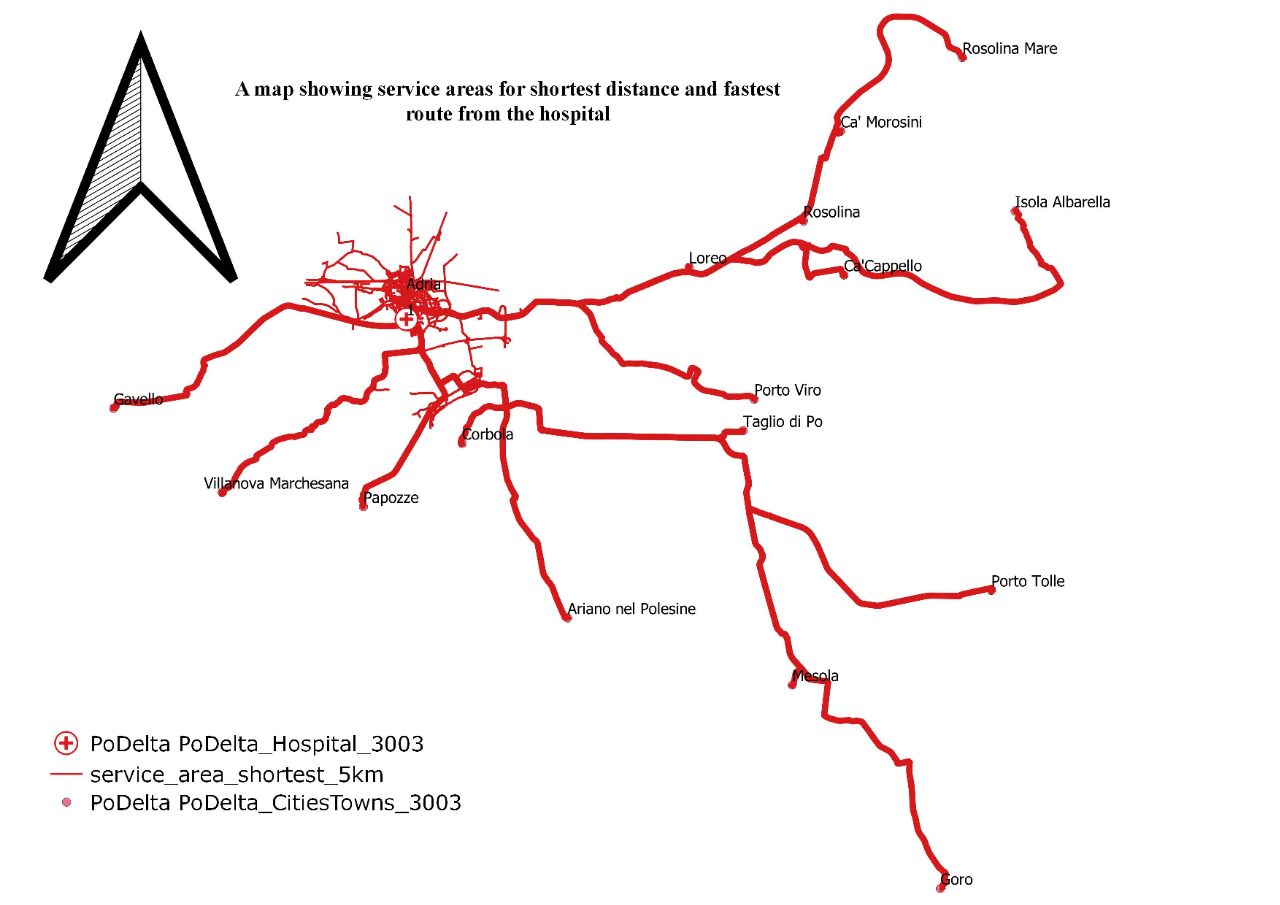 Rosolina Mare
A map showing service areas for shortest distance and fastest
route from the hospital
Ca' Morosini
Isola Albarella
Rosolina
Loreo
Ca'Cappello
Adria
1
Porto Viro
Gavello
Taglio di Po
Corbola
Villanova Marchesana
Papozze
Porto Tolle
Ariano nel Polesine
Mesola
PoDelta PoDelta_Hospital_3003
service_area_shortest_5km
PoDelta PoDelta_CitiesTowns_3003
Goro